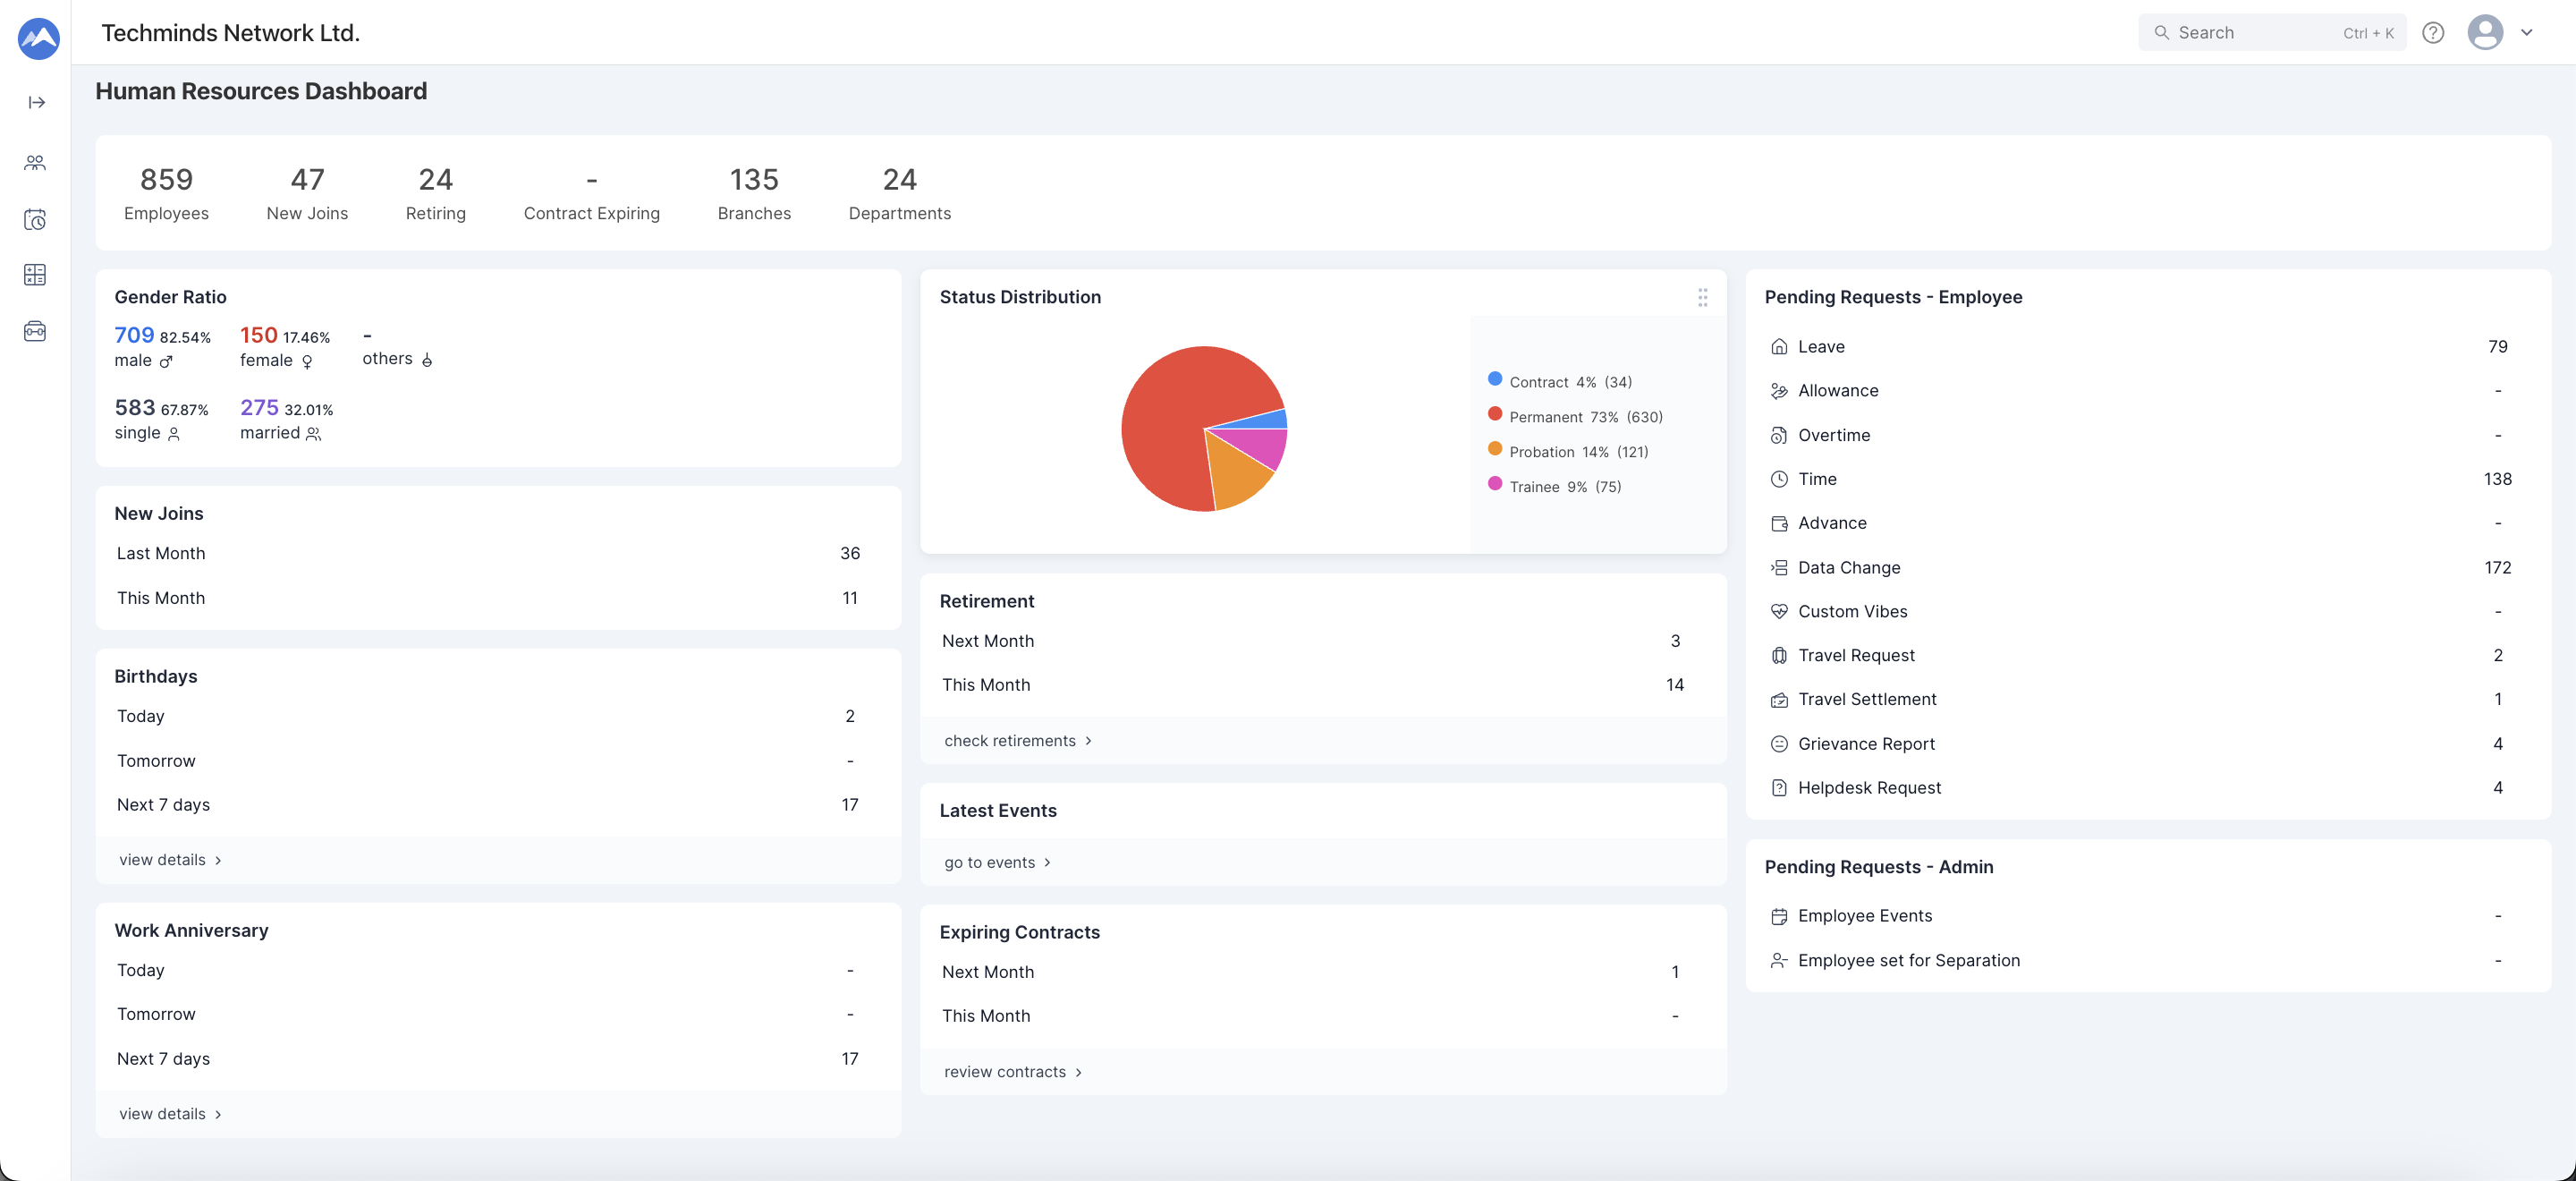 Techminds Network Ltd.
Search Ctrl + K
Human Resources Dashboard
859 47 24 - 135 24
Employees New Joins Retiring Contract Expiring Branches Departments
Gender Ratio
709 82.54% 150 17.46% -
male female others
583 67.87% 275 32.01%
single married
New Joins
Last Month 36
This Month 11
Birthdays
Today 2
Tomorrow -
Next 7 days 17
view details
Work Anniversary
Today -
Tomorrow -
Next 7 days 17
view details
Status Distribution
Contract 4% (34)
Permanent 73% (630)
Probation 14% (121)
Trainee 9% (75)
Retirement
Next Month 3
This Month 14
check retirements
Latest Events
go to events
Expiring Contracts
Next Month 1
This Month -
review contracts
Pending Requests - Employee
Leave 79
Allowance -
Overtime -
Time 138
Advance -
Data Change 172
Custom Vibes -
Travel Request 2
Travel Settlement 1
Grievance Report 4
Helpdesk Request 4
Pending Requests - Admin
Employee Events -
Employee set for Separation -